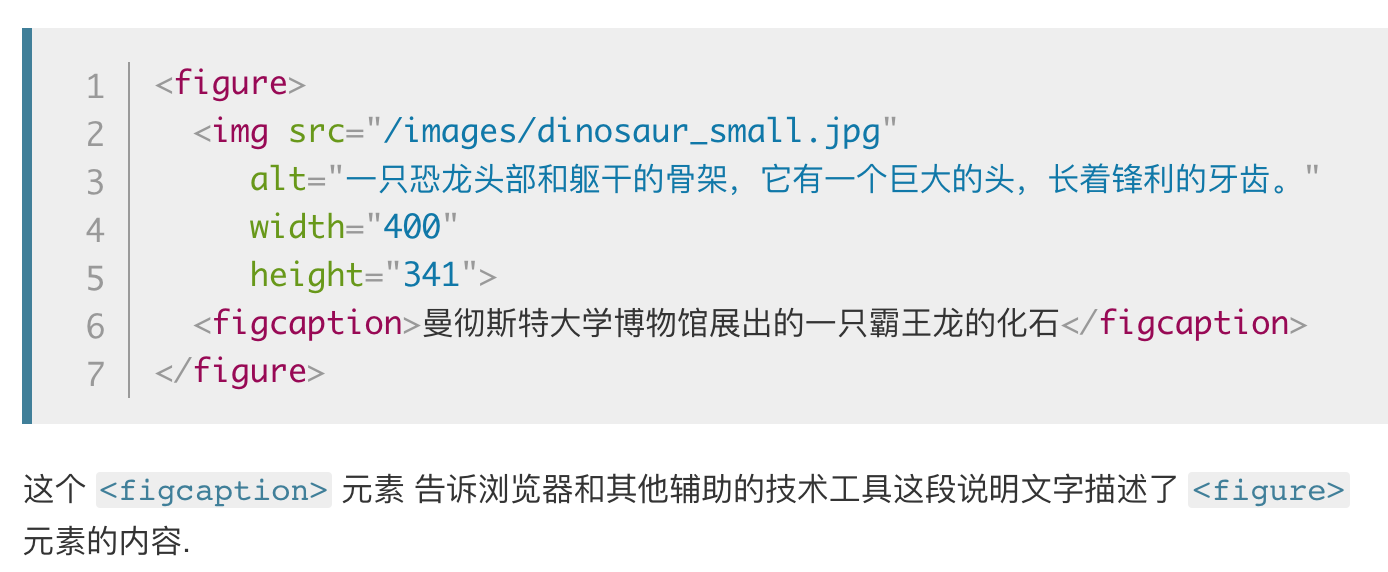 1 <figure>
2 <img src="/images/dinosaur_small.jpg"
3 alt="一只恐龙头部和躯干的骨架，它有一个巨大的头，长着锋利的牙齿。"
4 width="400"
5 height="341">
6 <figcaption>曼彻斯特大学博物馆展出的一只霸王龙的化石</figcaption>
7 </figure>
这个 <figcaption> 元素 告诉浏览器和其他辅助的技术工具这段说明文字描述了 <figure>
元素的内容.